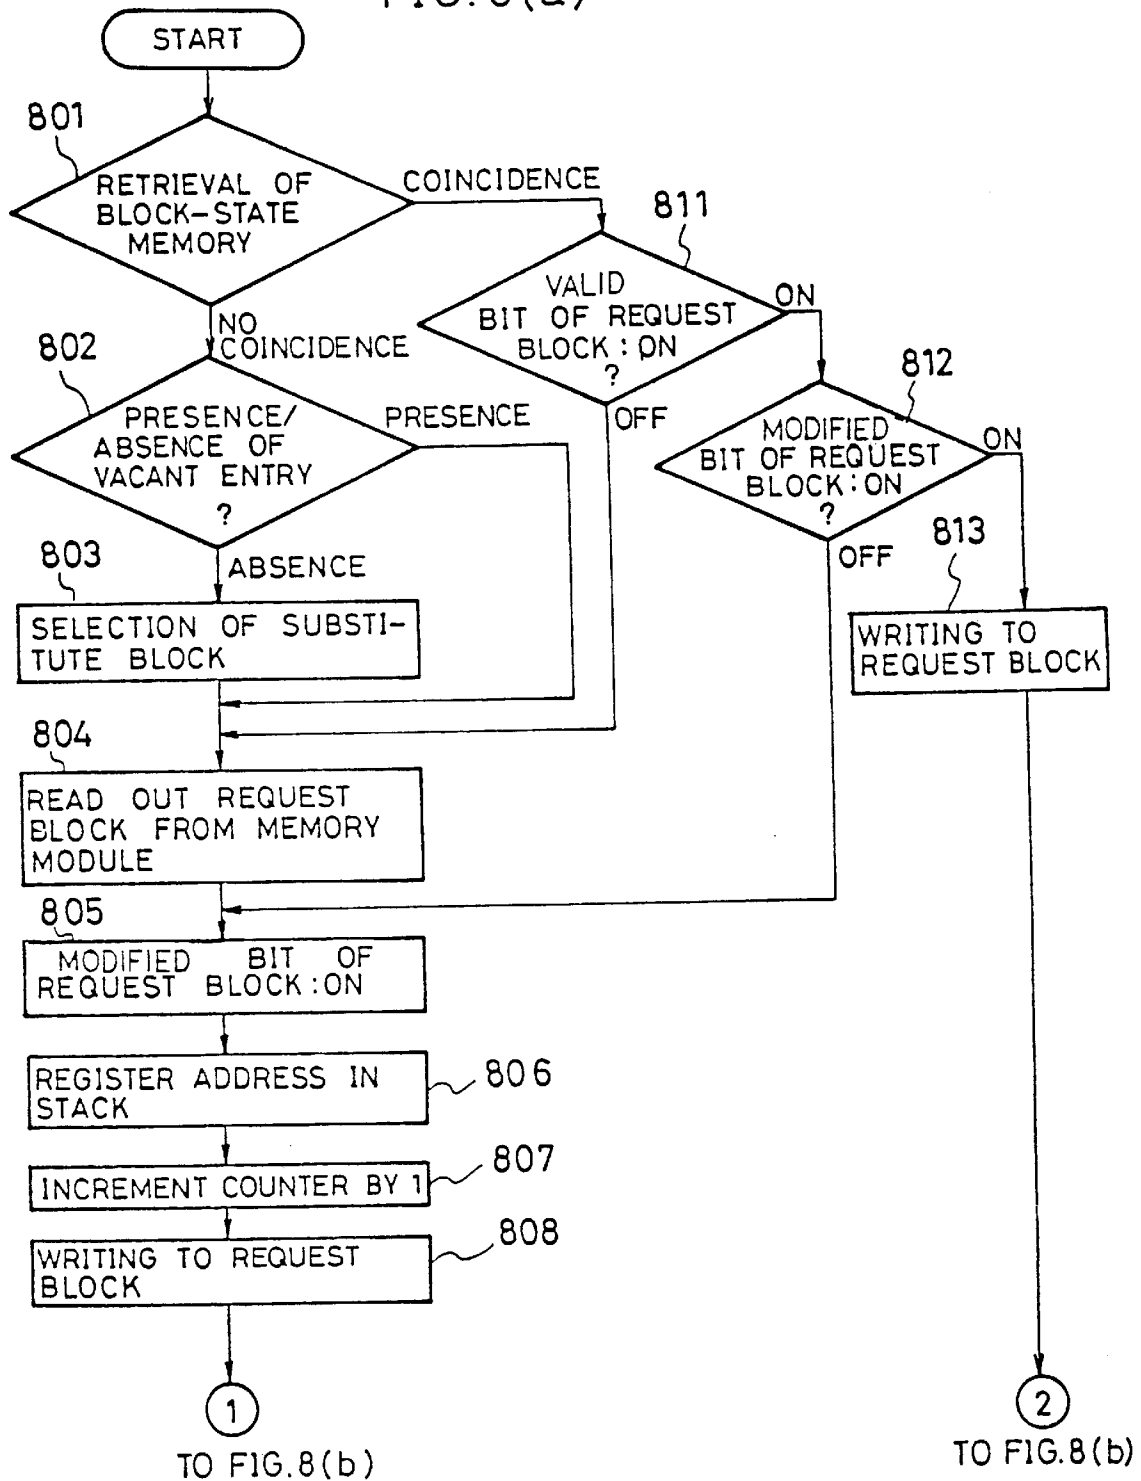 FIG. 8(a)
START
801
RETRIEVAL OF
BLOCK-STATE
MEMORY
COINCIDENCE
NO
COINCIDENCE
811
VALID
BIT OF REQUEST
BLOCK:ON
?
ON
OFF
802
PRESENCE/
ABSENCE OF
VACANT ENTRY
?
PRESENCE
ABSENCE
812
MODIFIED
BIT OF REQUEST
BLOCK:ON
?
ON
OFF
803
SELECTION OF SUBSTI-
TUTE BLOCK
813
WRITING TO
REQUEST BLOCK
804
READ OUT REQUEST
BLOCK FROM MEMORY
MODULE
805
MODIFIED BIT OF
REQUEST BLOCK:ON
REGISTER ADDRESS IN
STACK
806
INCREMENT COUNTER BY 1
807
WRITING TO REQUEST
BLOCK
808
1
TO FIG.8(b)
2
TO FIG.8(b)